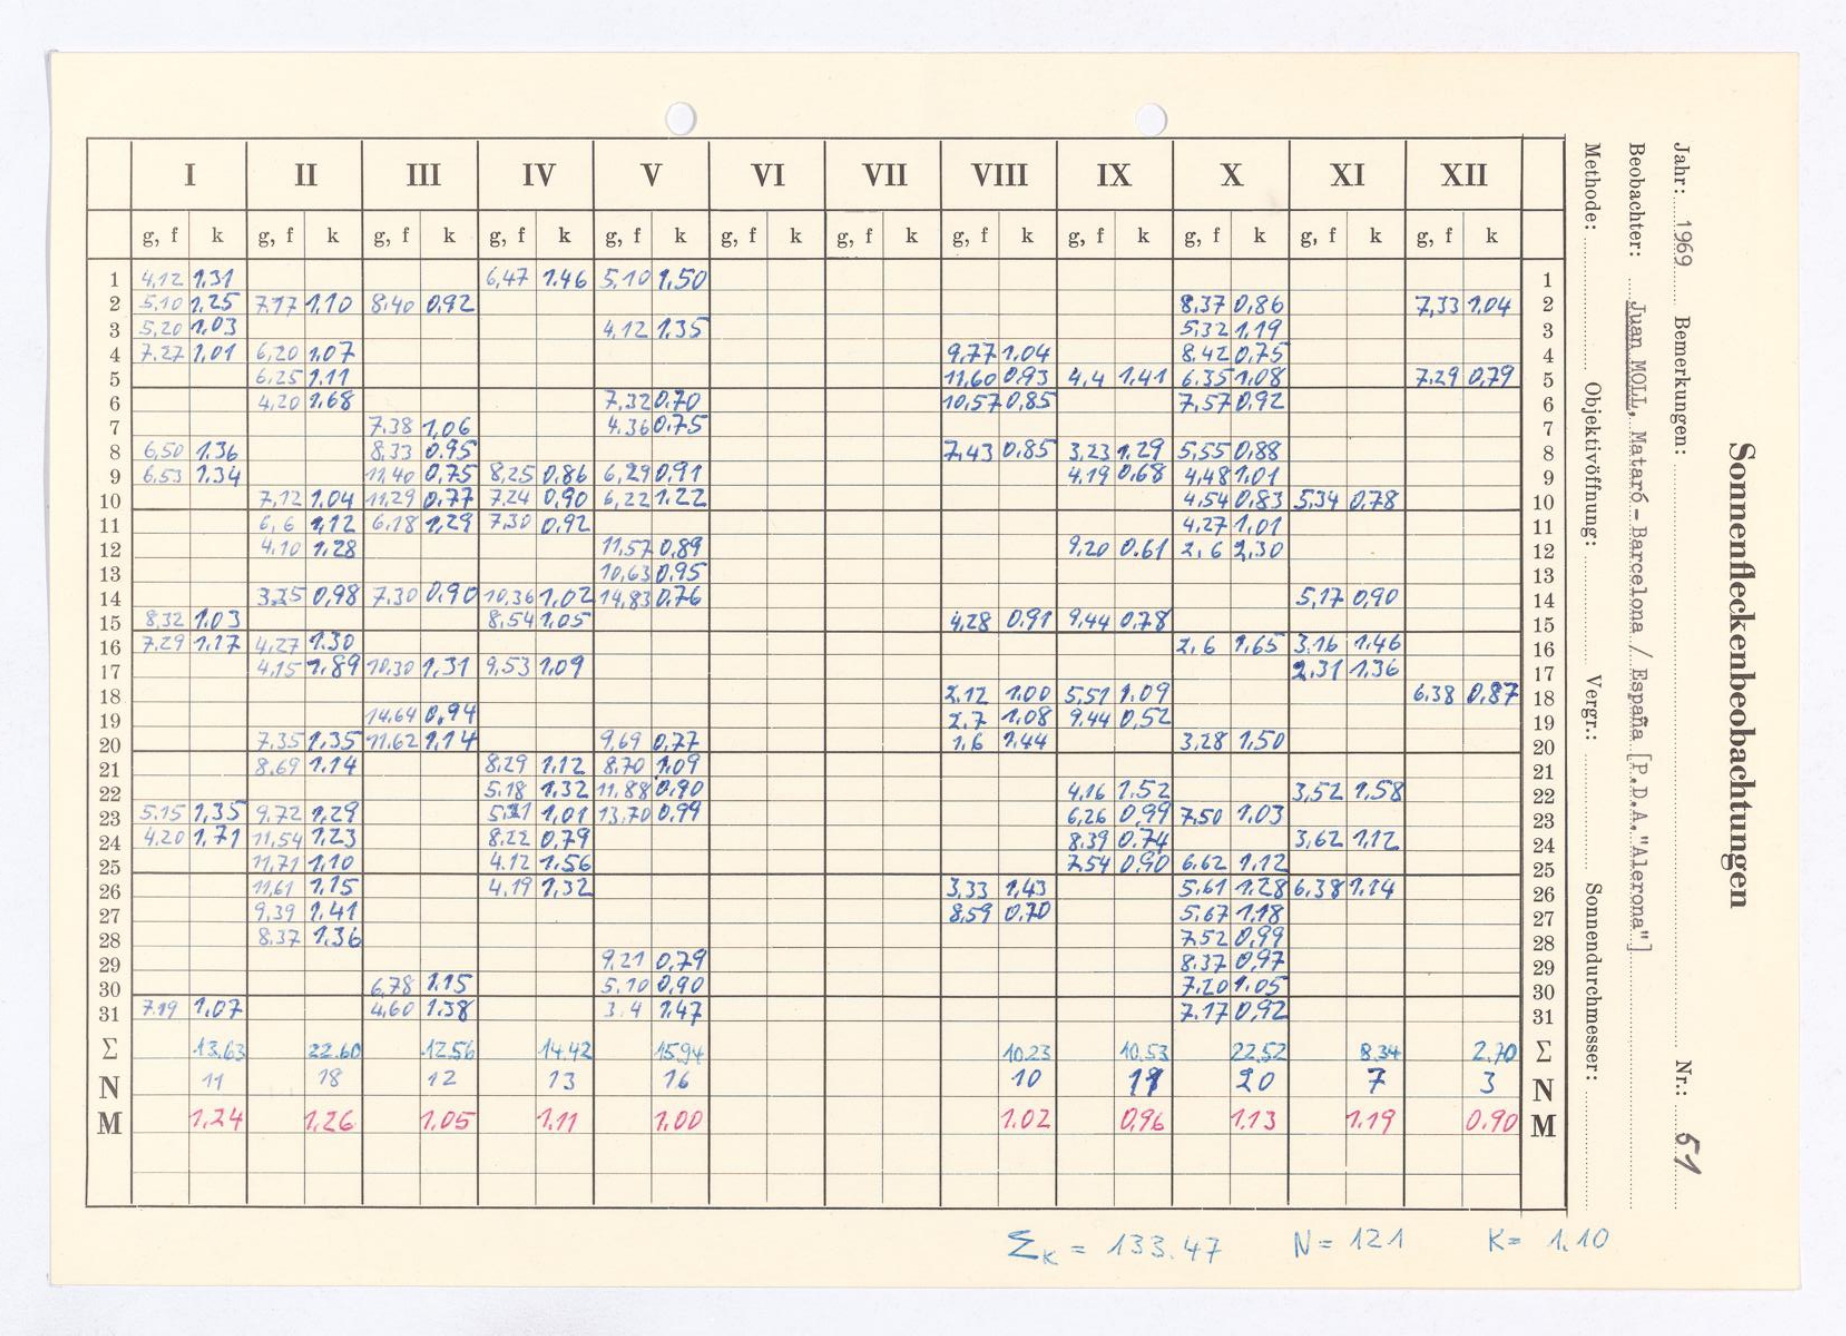 I II III IV V VI VII VIII IX X XI XII
g, f k g, f k g, f k g, f k g, f k g, f k g, f k g, f k g, f k g, f k g, f k g, f k
1 4,12 1,31 6,47 1.46 5,10 1,50 1
2 5,10 1,25 7,17 1,10 8,40 0,92 8,37 0,86 7,33 1,04 2
3 5,20 1,03 4,12 1,35 5,32 1,19 3
4 7,27 1,01 6,20 1,07 9,77 1,04 8,42 0,75 4
5 6,25 1,11 11,60 0,93 4,4 1,41 6,35 1,08 7,29 0,79 5
6 4,20 1,68 7,32 0,70 10,57 0,85 7,57 0,92 6
7 7,38 1,06 4,36 0,75 7
8 6,50 1,36 8,33 0,95 7,43 0,85 3,23 1,29 5,55 0,88 8
9 6,53 1,34 11,40 0,75 8,25 0,86 6,29 0,91 4,19 0,68 4,48 1,01 9
10 7,12 1,04 11,29 0,77 7,24 0,90 6,22 1,22 4,54 0,83 5,34 0,78 10
11 6,6 1,12 6,18 1,29 7,30 0,92 4,27 1,01 11
12 4,10 1,28 11,57 0,89 9,20 0.61 2,6 2,30 12
13 10,63 0,95 13
14 0,98 7,30 0,90 10,36 1,02 14,83 0,76 5,17 0,90 14
15 8,32 1,03 8,54 1,05 4,28 0,91 9,44 0,78 15
16 7,29 1,17 4,27 1.30 2,6 1,65 3,16 1,46 16
17 4,15 1,89 10,30 1,31 9,53 1,09 2,31 1,36 17
18 2,12 1,00 5,51 1,09 6,38 0,87 18
19 14,64 0,94 2,7 1,08 9,44 0,52 19
20 7,35 1,35 11,62 1,14 9,69 0,77 1,6 1,44 3,28 1,50 20
21 8,69 1,14 8,29 1,12 8,70 1,09 21
22 5,18 1,32 11,88 0,90 4,16 1,52 3,52 1,58 22
23 5,15 1,35 9,72 1,29 1,01 13,70 0,99 6,26 0,99 7,50 1,03 23
24 4,20 1,71 11,54 1,23 8,22 0,79 8,39 0.74 3,62 1,12 24
25 11,71 1,10 4,12 1,56 7,54 0,90 6,62 1,12 25
26 11,61 1,15 4,19 1,32 3,33 1,43 5,61 1,28 6,38 1,14 26
27 9,39 1,41 8,59 0,70 5,67 1,18 27
28 8,37 1,36 7,52 0,99 28
29 9,21 0,79 8,37 0,97 29
30 6,78 1,15 5,10 0,90 7,20 1,05 30
31 7,19 1,07 4,60 1,38 3,4 1,47 7,17 0,92 31
Σ 13.63 22.60 12.56 14.42 15.94 10.23 10.53 22,52 8.34 2,70 Σ
N 11 18 12 13 16 10 11 20 7 3 N
M 1,24 1,26 1,05 1,11 1,00 1.02 0,96 1.13 1,19 0.90 M
Σk = 133.47 N = 121 K = 1.10
Sonnenfleckenbeobachtungen
Jahr: 1969 Bemerkungen: Nr.: 51
Beobachter: Juan MOLL, Mataró - Barcelona / España [P.D.A."Alerona"]
Methode: Objektivöffnung: Vergr.: Sonnendurchmesser: